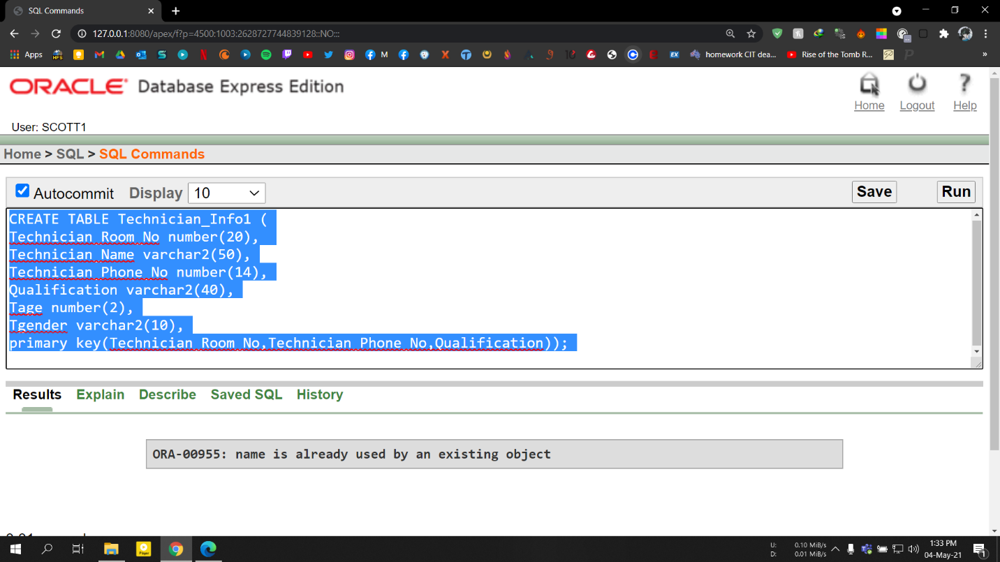 SQL Commands
127.0.0.1:8080/apex/f?p=4500:1003:2628727744839128::NO:::
Apps
M
homework CIT dea...
Rise of the Tomb R...
»
ORACLE® Database Express Edition
Home Logout Help
User: SCOTT1
Home > SQL > SQL Commands
Autocommit Display 10 Save Run
CREATE TABLE Technician_Info1 (
Technician_Room_No number(20),
Technician_Name varchar2(50),
Technician_Phone_No number(14),
Qualification varchar2(40),
Tage number(2),
Tgender varchar2(10),
primary key(Technician_Room_No,Technician_Phone_No,Qualification));
Results Explain Describe Saved SQL History
ORA-00955: name is already used by an existing object
U: 0.10 MiB/s
D: 0.01 MiB/s
1:33 PM
04-May-21
1